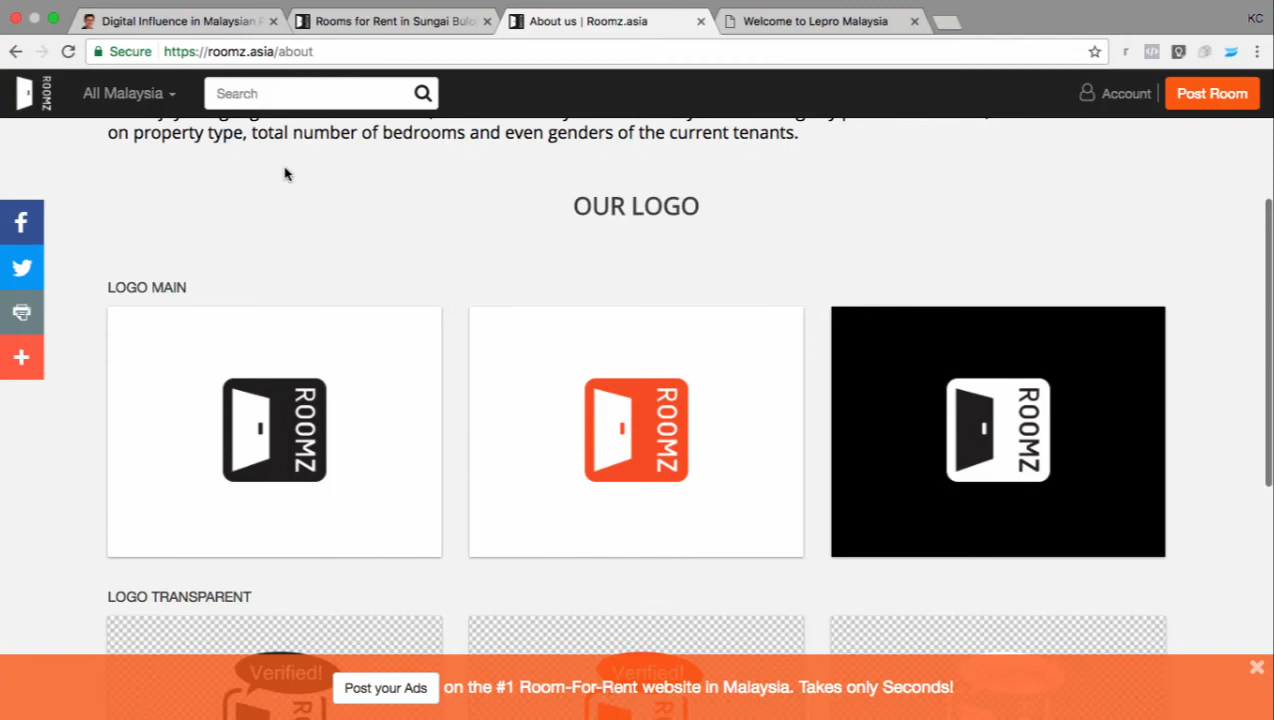 Digital Influence in Malaysian P
Rooms for Rent in Sungai Bulo
About us | Roomz.asia
Welcome to Lepro Malaysia
KC
Secure
https://roomz.asia/about
ROOMZ
All Malaysia
Search
Account
Post Room
on property type, total number of bedrooms and even genders of the current tenants.
OUR LOGO
LOGO MAIN
ROOMZ
ROOMZ
ROOMZ
LOGO TRANSPARENT
Verified!
Verified!
Post your Ads on the #1 Room-For-Rent website in Malaysia. Takes only Seconds!